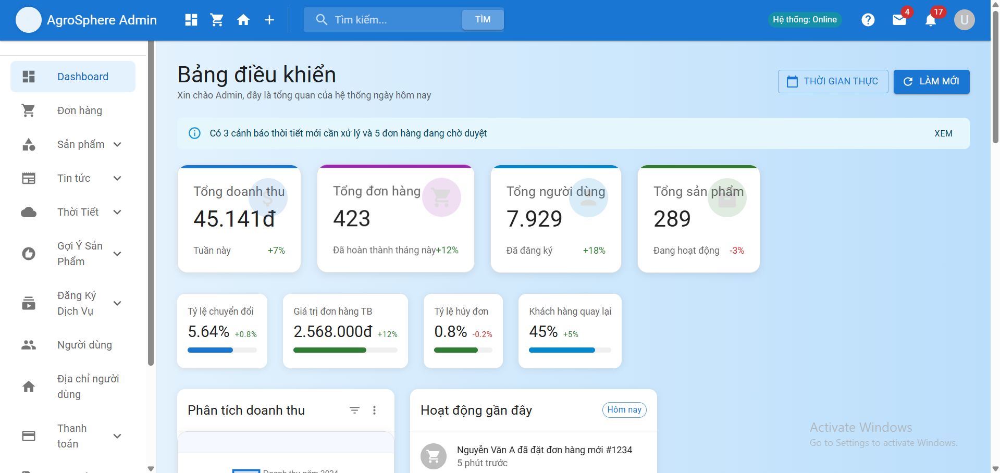 AgroSphere Admin
Tìm kiếm...
TÌM
Hệ thống: Online
4
17
U
Dashboard
Đơn hàng
Sản phẩm
Tin tức
Thời Tiết
Gợi Ý Sản
Phẩm
Đăng Ký
Dịch Vụ
Người dùng
Địa chỉ người
dùng
Thanh
toán
Bảng điều khiển
Xin chào Admin, đây là tổng quan của hệ thống ngày hôm nay
THỜI GIAN THỰC
LÀM MỚI
Có 3 cảnh báo thời tiết mới cần xử lý và 5 đơn hàng đang chờ duyệt
XEM
Tổng doanh thu
45.141đ
Tuần này
+7%
Tổng đơn hàng
423
Đã hoàn thành tháng này+12%
Tổng người dùng
7.929
Đã đăng ký
+18%
Tổng sản phẩm
289
Đang hoạt động
-3%
Tỷ lệ chuyển đổi
5.64% +0.8%
Giá trị đơn hàng TB
2.568.000đ +12%
Tỷ lệ hủy đơn
0.8% -0.2%
Khách hàng quay lại
45% +5%
Phân tích doanh thu
Doanh thu năm 2024
Hoạt động gần đây
Hôm nay
Nguyễn Văn A đã đặt đơn hàng mới #1234
5 phút trước
Activate Windows
Go to Settings to activate Windows.